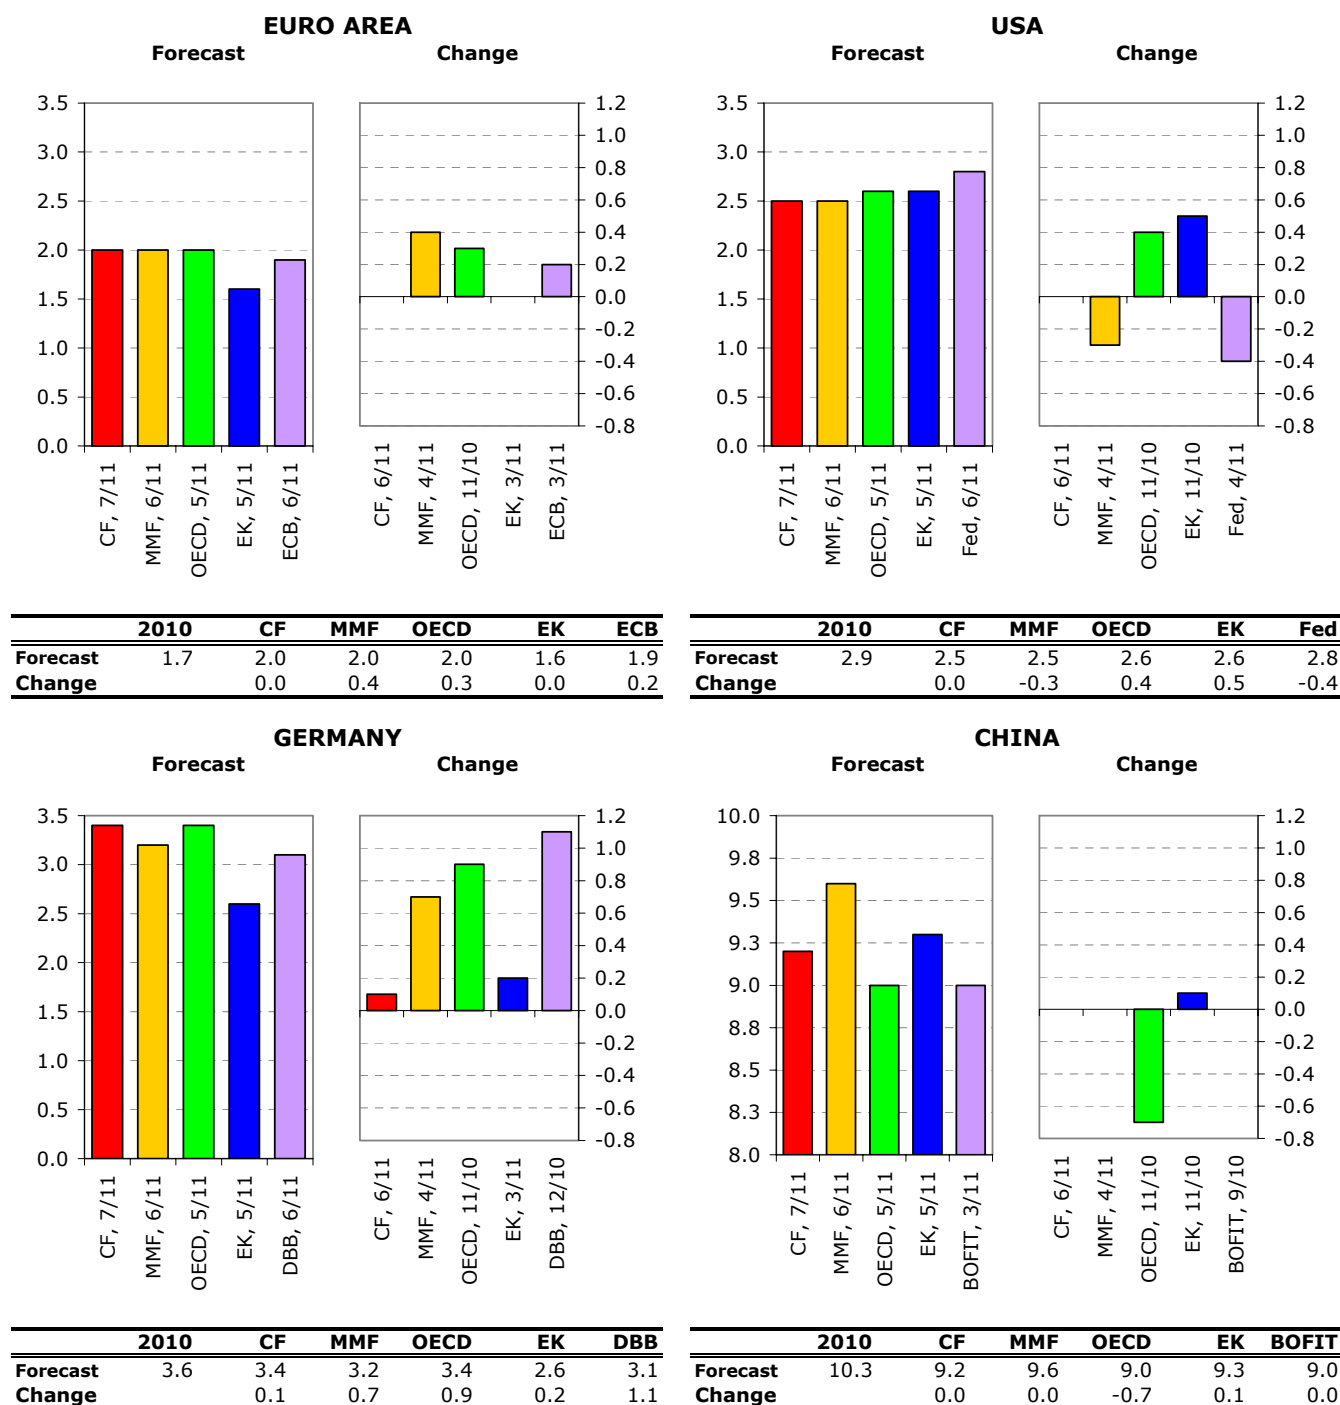 EURO AREA
Forecast Change
3.5
3.0
2.5
2.0
1.5
1.0
0.5
0.0
1.2
1.0
0.8
0.6
0.4
0.2
0.0
-0.2
-0.4
-0.6
-0.8
CF, 7/11
MMF, 6/11
OECD, 5/11
EK, 5/11
ECB, 6/11
CF, 6/11
MMF, 4/11
OECD, 11/10
EK, 3/11
ECB, 3/11
2010 CF MMF OECD EK ECB
Forecast 1.7 2.0 2.0 2.0 1.6 1.9
Change 0.0 0.4 0.3 0.0 0.2
USA
Forecast Change
3.5
3.0
2.5
2.0
1.5
1.0
0.5
0.0
1.2
1.0
0.8
0.6
0.4
0.2
0.0
-0.2
-0.4
-0.6
-0.8
CF, 7/11
MMF, 6/11
OECD, 5/11
EK, 5/11
Fed, 6/11
CF, 6/11
MMF, 4/11
OECD, 11/10
EK, 11/10
Fed, 4/11
2010 CF MMF OECD EK Fed
Forecast 2.9 2.5 2.5 2.6 2.6 2.8
Change 0.0 -0.3 0.4 0.5 -0.4
GERMANY
Forecast Change
3.5
3.0
2.5
2.0
1.5
1.0
0.5
0.0
1.2
1.0
0.8
0.6
0.4
0.2
0.0
-0.2
-0.4
-0.6
-0.8
CF, 7/11
MMF, 6/11
OECD, 5/11
EK, 5/11
DBB, 6/11
CF, 6/11
MMF, 4/11
OECD, 11/10
EK, 3/11
DBB, 12/10
2010 CF MMF OECD EK DBB
Forecast 3.6 3.4 3.2 3.4 2.6 3.1
Change 0.1 0.7 0.9 0.2 1.1
CHINA
Forecast Change
10.0
9.8
9.5
9.3
9.0
8.8
8.5
8.3
8.0
1.2
1.0
0.8
0.6
0.4
0.2
0.0
-0.2
-0.4
-0.6
-0.8
CF, 7/11
MMF, 6/11
OECD, 5/11
EK, 5/11
BOFIT, 3/11
CF, 6/11
MMF, 4/11
OECD, 11/10
EK, 11/10
BOFIT, 9/10
2010 CF MMF OECD EK BOFIT
Forecast 10.3 9.2 9.6 9.0 9.3 9.0
Change 0.0 0.0 -0.7 0.1 0.0